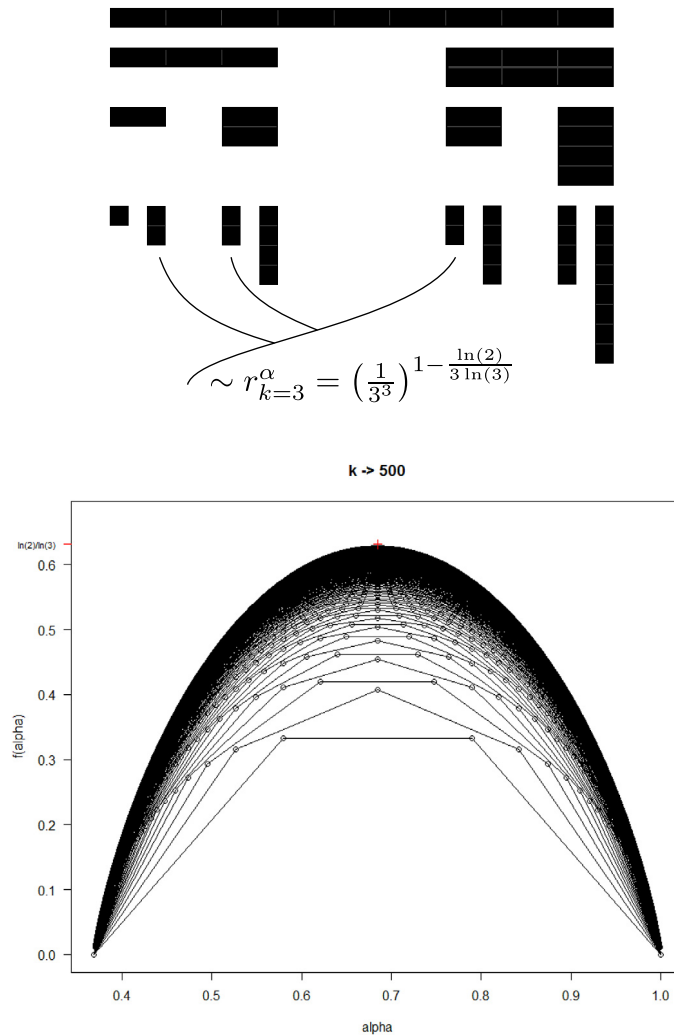 ∼ r_{k=3}^{α} = (1/3^3)^{1 - ln(2)/(3 ln(3))}
k -> 500
ln(2)/ln(3)
0.6
0.5
0.4
0.3
0.2
0.1
0.0
f(alpha)
0.4 0.5 0.6 0.7 0.8 0.9 1.0
alpha